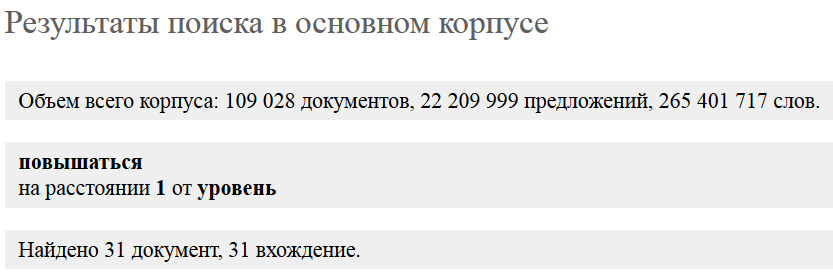 Результаты поиска в основном корпусе
Объем всего корпуса: 109 028 документов, 22 209 999 предложений, 265 401 717 слов.
повышаться
на расстоянии 1 от уровень
Найдено 31 документ, 31 вхождение.